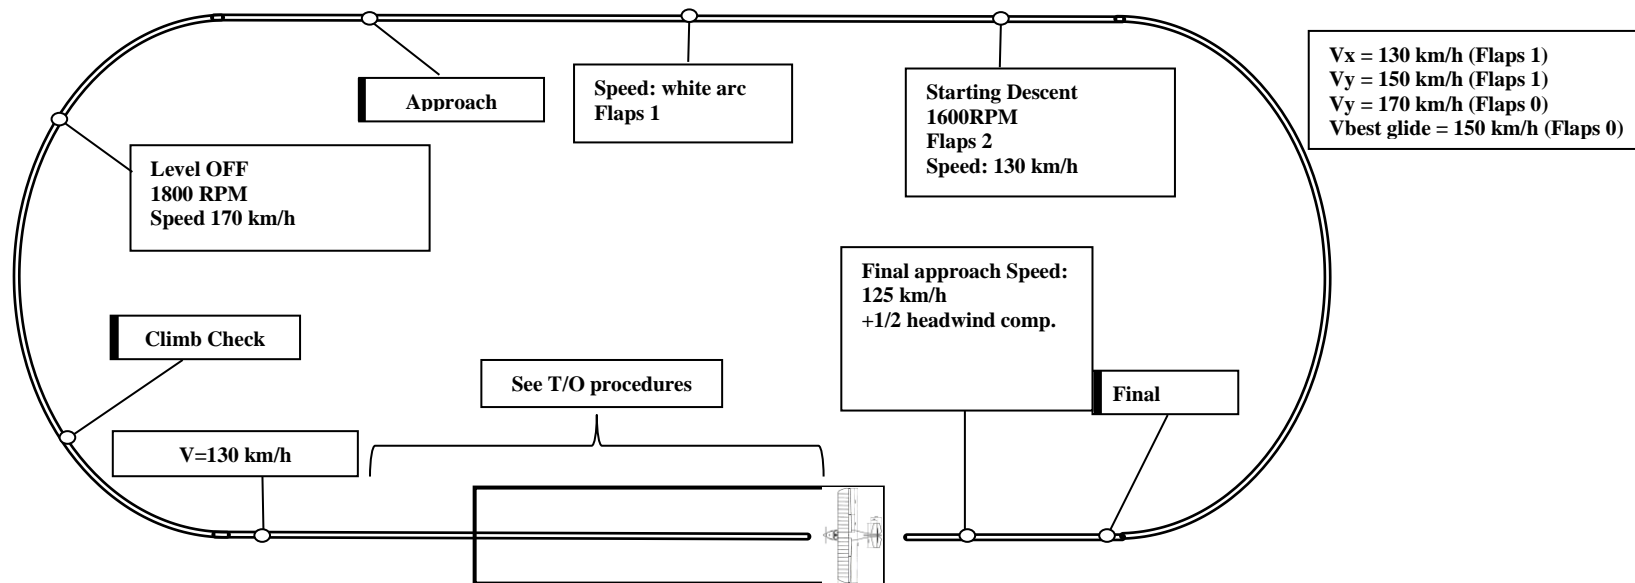 Approach
Speed: white arc
Flaps 1
Starting Descent
1600RPM
Flaps 2
Speed: 130 km/h
Vx = 130 km/h (Flaps 1)
Vy = 150 km/h (Flaps 1)
Vy = 170 km/h (Flaps 0)
Vbest glide = 150 km/h (Flaps 0)
Level OFF
1800 RPM
Speed 170 km/h
Final approach Speed:
125 km/h
+1/2 headwind comp.
Climb Check
See T/O procedures
Final
V=130 km/h